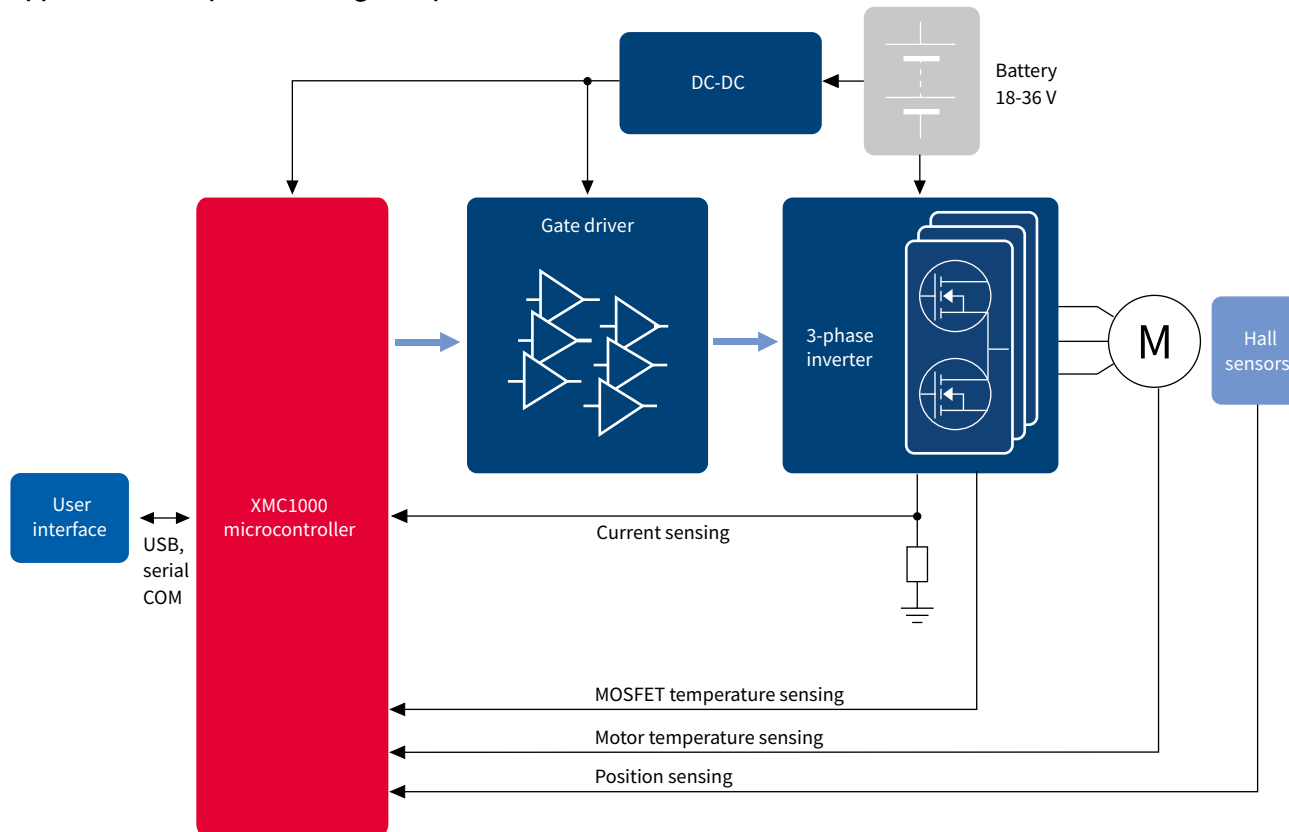 DC-DC
Battery
18-36 V
Gate driver
3-phase
inverter
M
Hall
sensors
User
interface
USB,
serial
COM
XMC1000
microcontroller
Current sensing
MOSFET temperature sensing
Motor temperature sensing
Position sensing